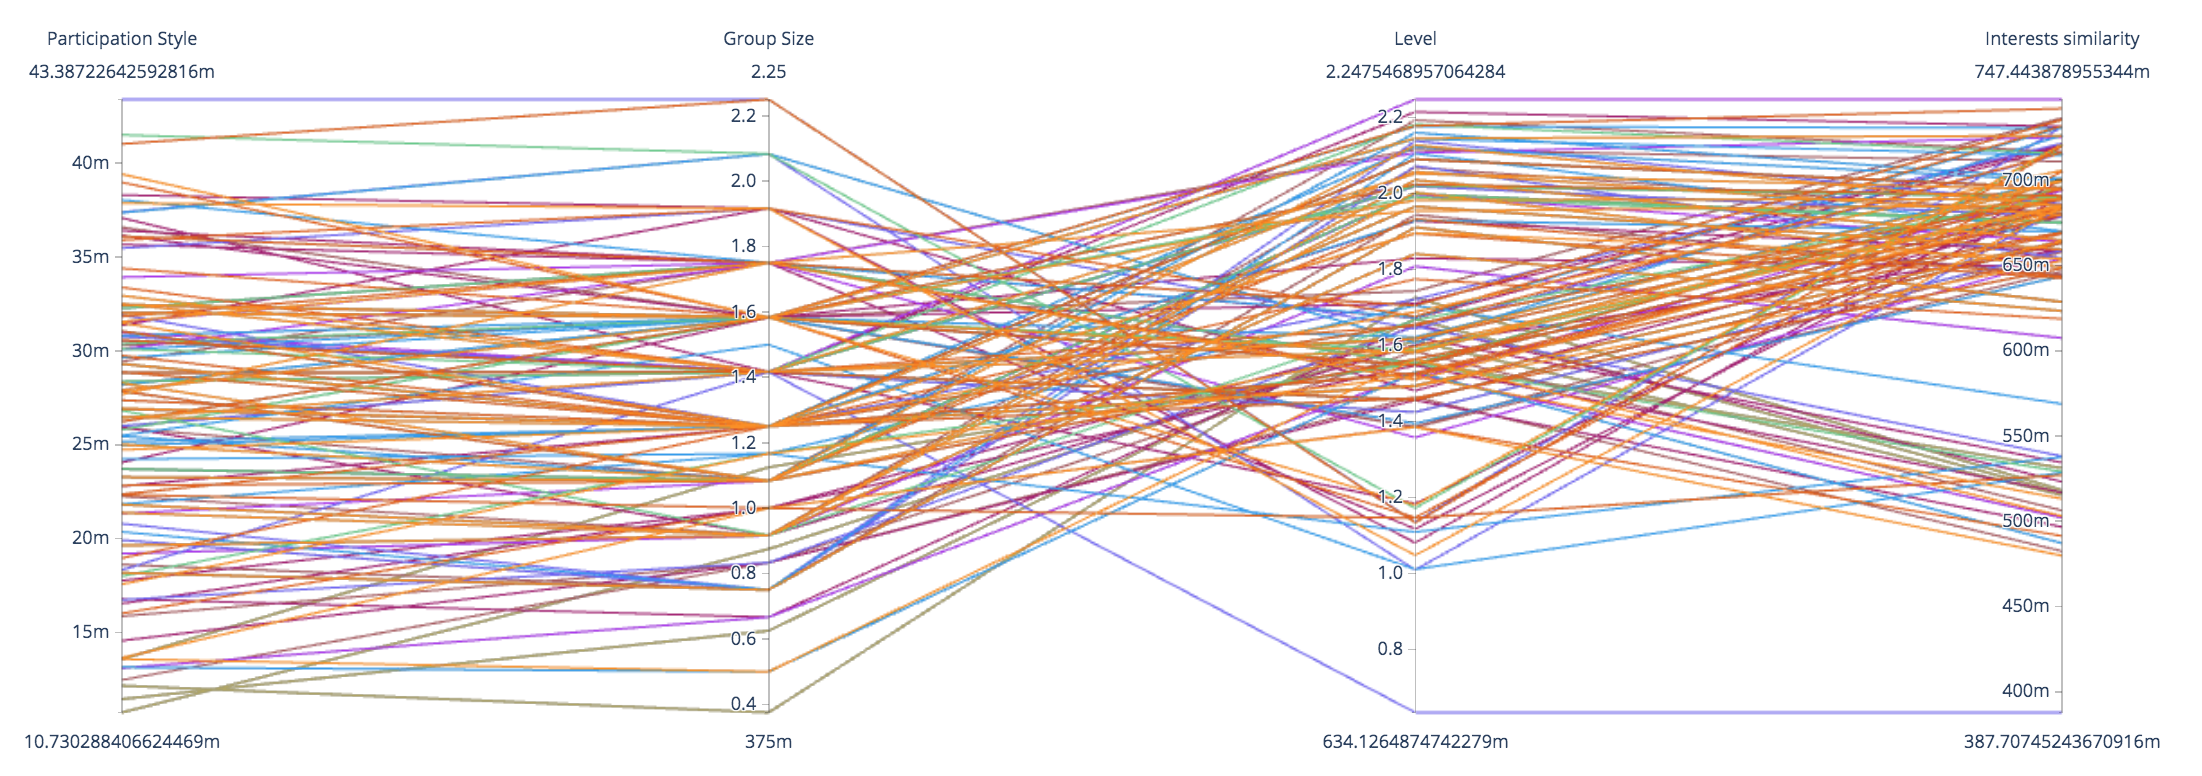 Participation Style
Group Size
Level
Interests similarity
43.38722642592816m
2.25
2.2475468957064284
747.443878955344m
40m
35m
30m
25m
20m
15m
2.2
2.0
1.8
1.6
1.4
1.2
1.0
0.8
0.6
0.4
2.2
2.0
1.8
1.6
1.4
1.2
1.0
0.8
700m
650m
600m
550m
500m
450m
400m
10.730288406624469m
375m
634.1264874742279m
387.70745243670916m